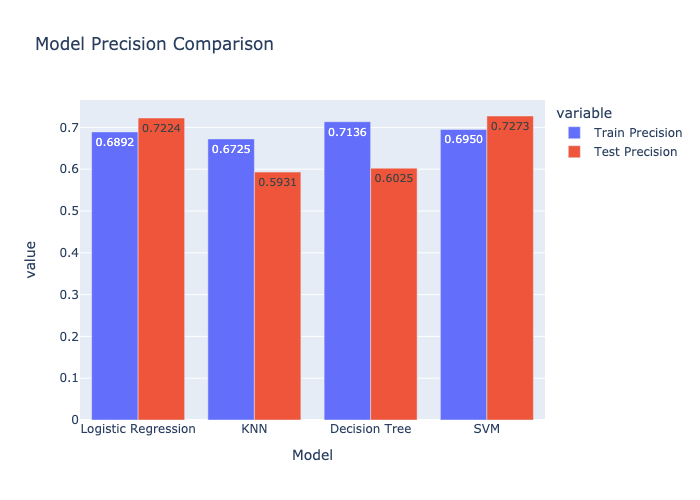 Model Precision Comparison
variable
Train Precision
Test Precision
value
0.7
0.6
0.5
0.4
0.3
0.2
0.1
0
0.6892
0.7224
0.6725
0.5931
0.7136
0.6025
0.6950
0.7273
Logistic Regression
KNN
Decision Tree
SVM
Model